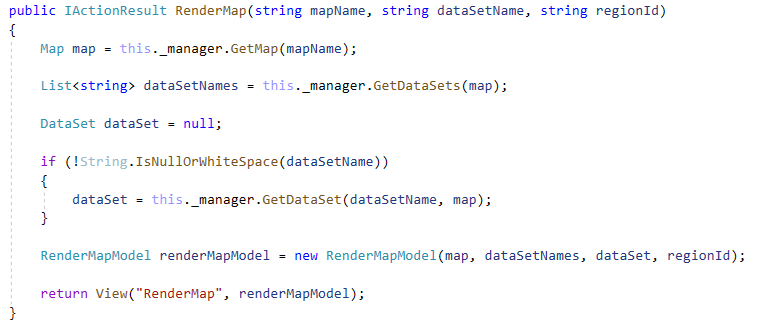 public IActionResult RenderMap(string mapName, string dataSetName, string regionId)
{
Map map = this._manager.GetMap(mapName);
List<string> dataSetNames = this._manager.GetDataSets(map);
DataSet dataSet = null;
if (!String.IsNullOrWhiteSpace(dataSetName))
{
dataSet = this._manager.GetDataSet(dataSetName, map);
}
RenderMapModel renderMapModel = new RenderMapModel(map, dataSetNames, dataSet, regionId);
return View("RenderMap", renderMapModel);
}